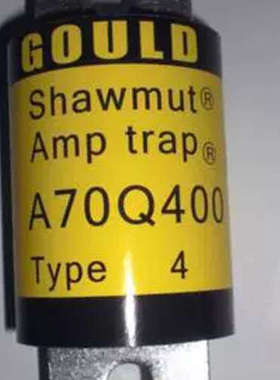 GOULD
Shawmut®
Amp trap®
A70Q400
Type 4